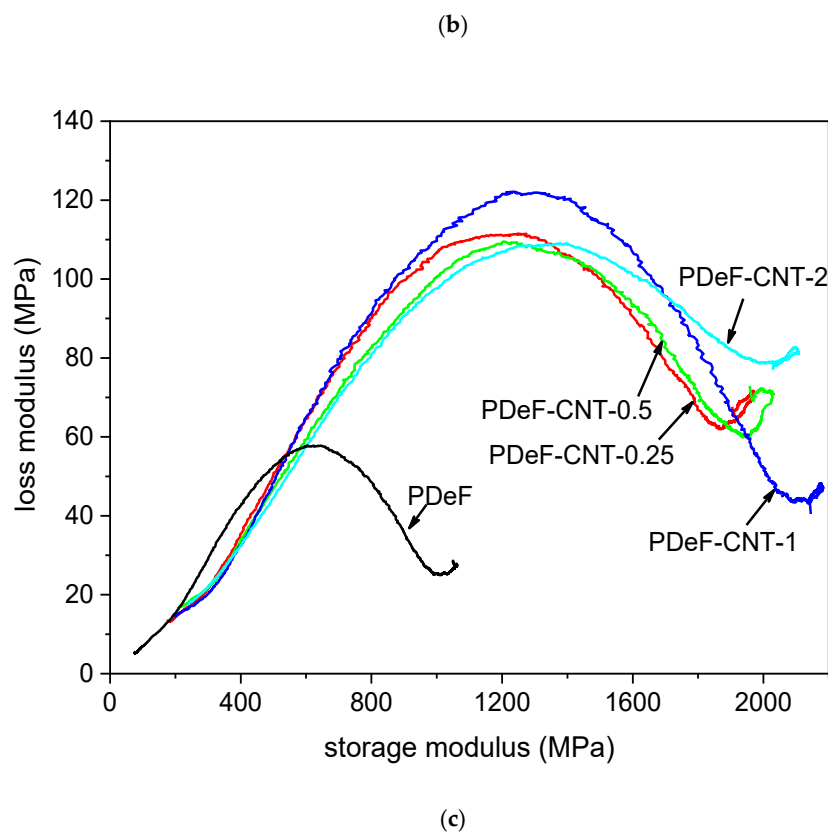 (b)
140
120
100
80
60
40
20
0
loss modulus (MPa)
PDeF-CNT-2
PDeF-CNT-0.5
PDeF-CNT-0.25
PDeF
PDeF-CNT-1
0 400 800 1200 1600 2000
storage modulus (MPa)
(c)